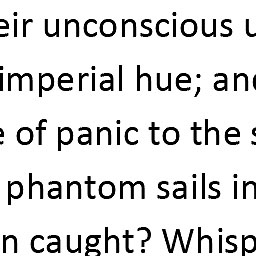 eir unconscious u
imperial hue; and
e of panic to the s
phantom sails in
n caught? Whisp